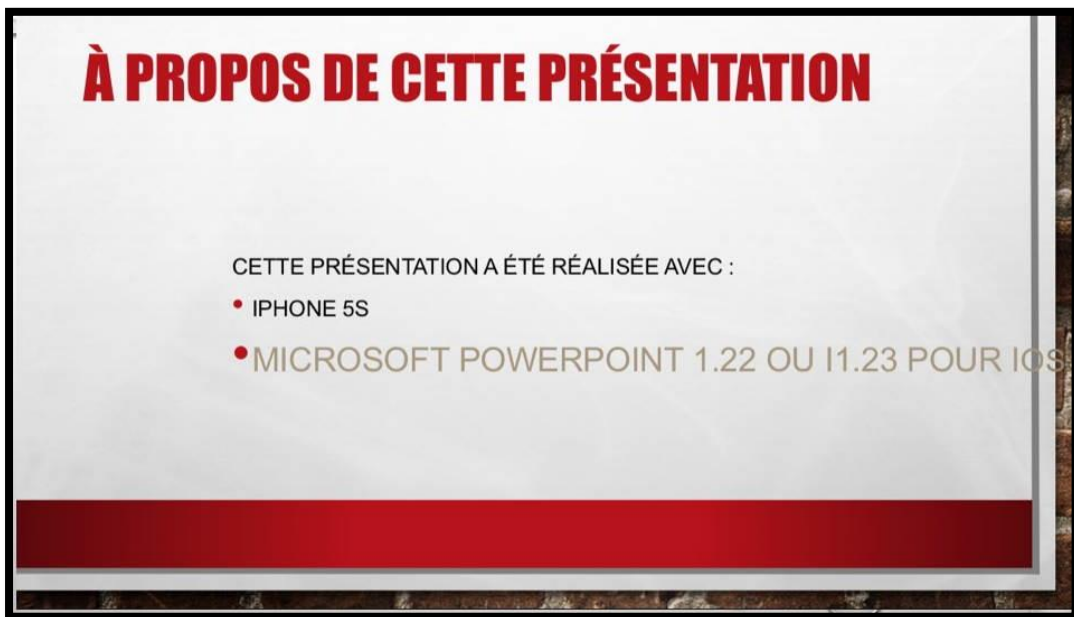 À PROPOS DE CETTE PRÉSENTATION
CETTE PRÉSENTATION A ÉTÉ RÉALISÉE AVEC :
• IPHONE 5S
• MICROSOFT POWERPOINT 1.22 OU I1.23 POUR IOS